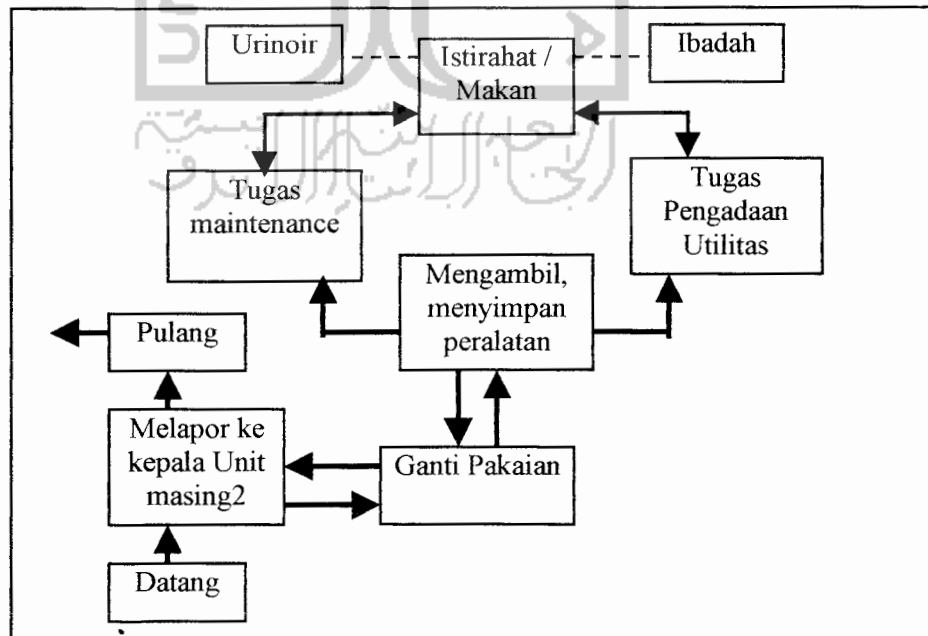 Urinoir
Istirahat /
Makan
Ibadah
Tugas
maintenance
Tugas
Pengadaan
Utilitas
Mengambil,
menyimpan
peralatan
Pulang
Melapor ke
kepala Unit
masing2
Ganti Pakaian
Datang